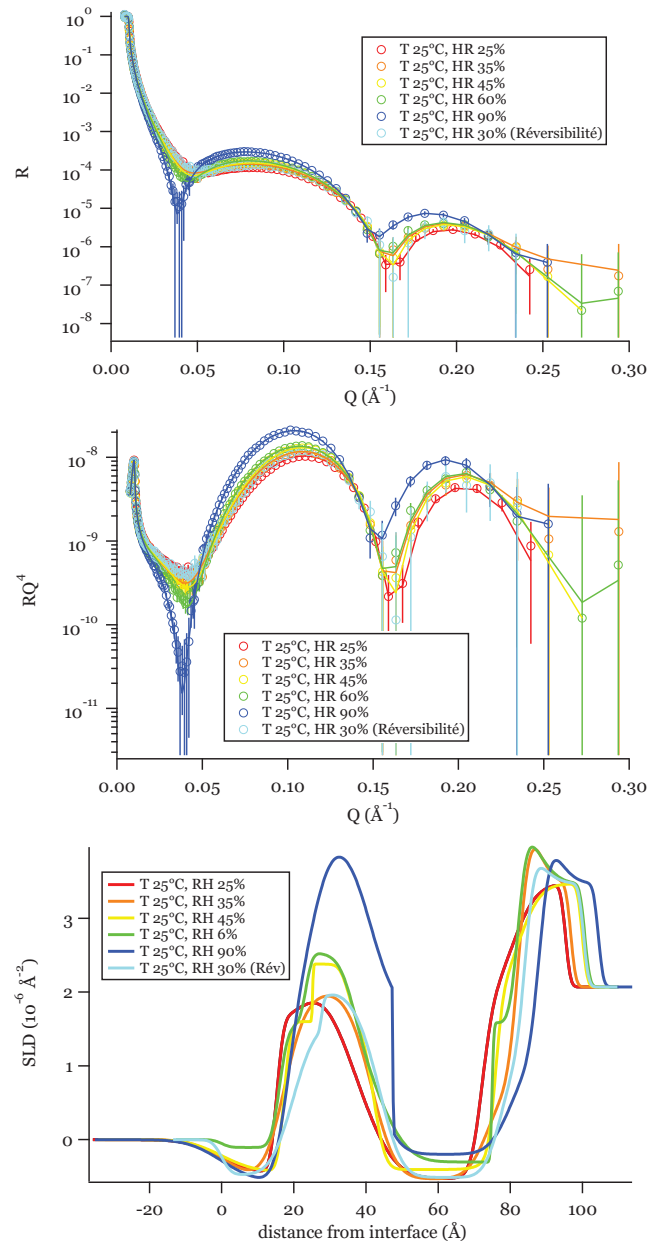 10⁰
10⁻¹
10⁻²
10⁻³
10⁻⁴
10⁻⁵
10⁻⁶
10⁻⁷
10⁻⁸
R
T 25°C, HR 25%
T 25°C, HR 35%
T 25°C, HR 45%
T 25°C, HR 60%
T 25°C, HR 90%
T 25°C, HR 30% (Réversibilité)
0.00 0.05 0.10 0.15 0.20 0.25 0.30
Q (Å⁻¹)
10⁻⁸
10⁻⁹
10⁻¹⁰
10⁻¹¹
RQ⁴
T 25°C, HR 25%
T 25°C, HR 35%
T 25°C, HR 45%
T 25°C, HR 60%
T 25°C, HR 90%
T 25°C, HR 30% (Réversibilité)
0.00 0.05 0.10 0.15 0.20 0.25 0.30
Q (Å⁻¹)
T 25°C, RH 25%
T 25°C, RH 35%
T 25°C, RH 45%
T 25°C, RH 6%
T 25°C, RH 90%
T 25°C, RH 30% (Rév)
3
2
1
0
SLD (10⁻⁶ Å⁻²)
-20 0 20 40 60 80 100
distance from interface (Å)